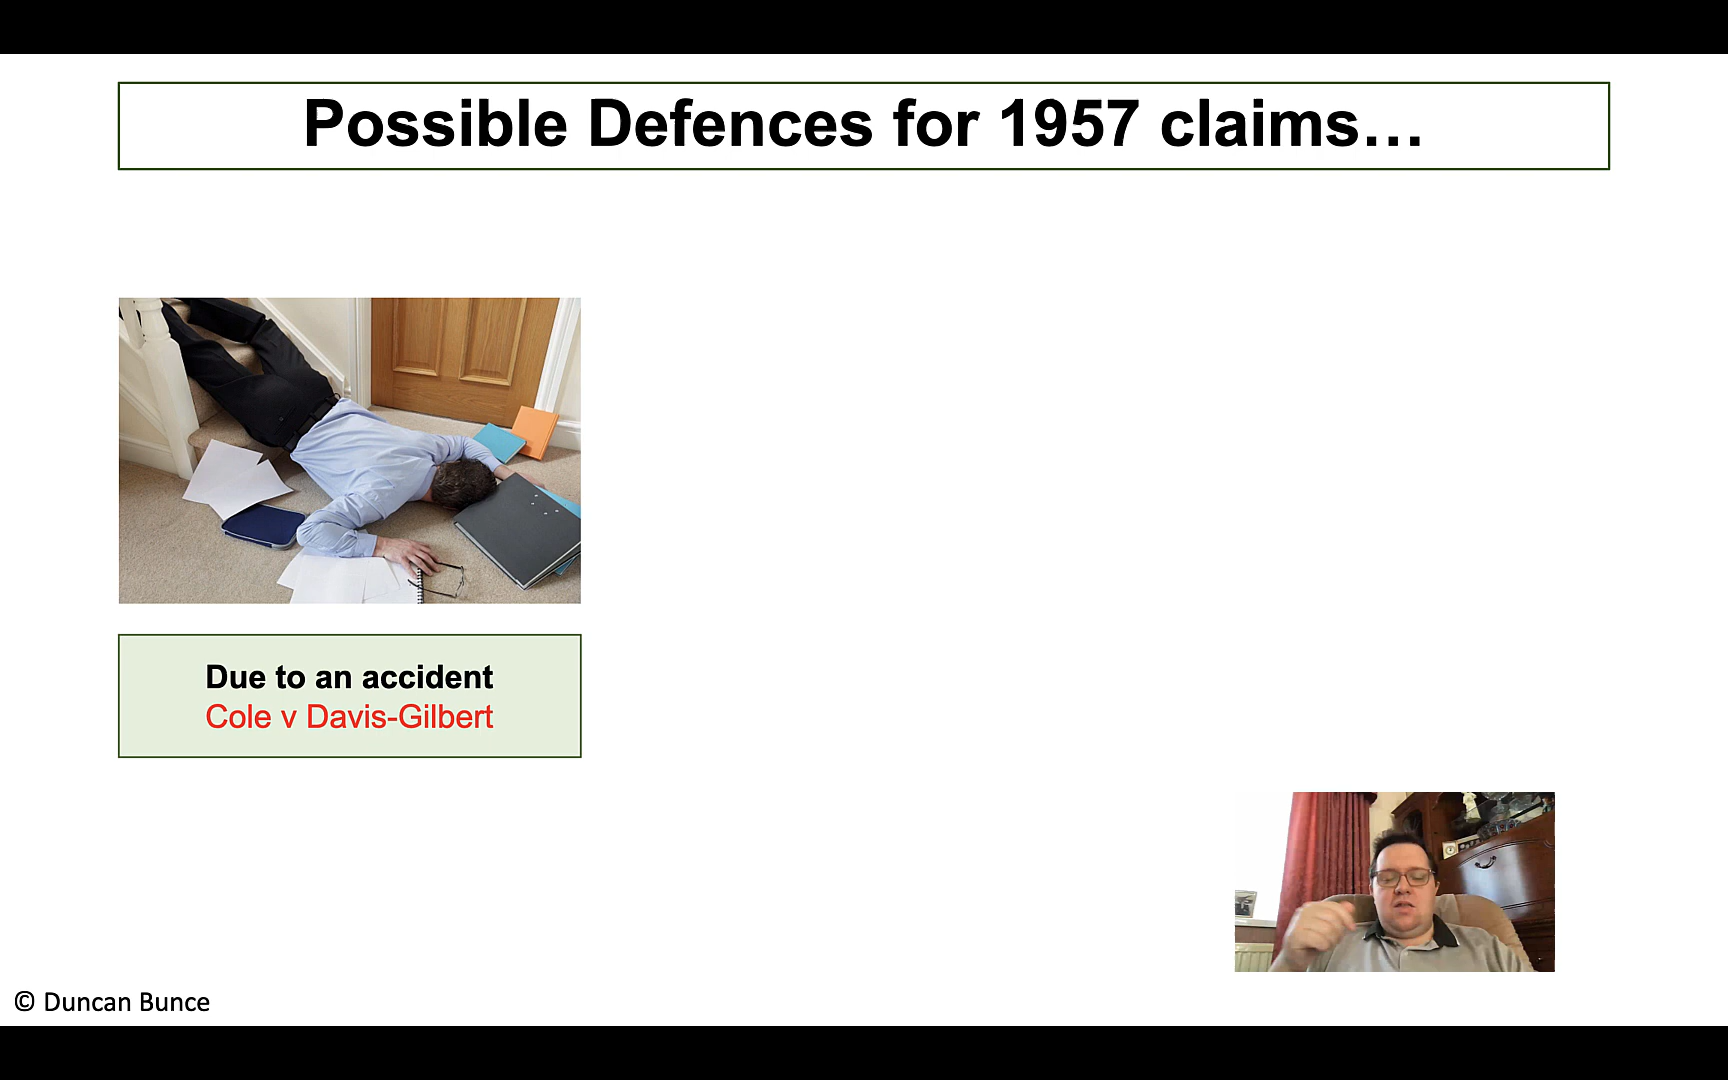 Possible Defences for 1957 claims…
Due to an accident
Cole v Davis-Gilbert
© Duncan Bunce